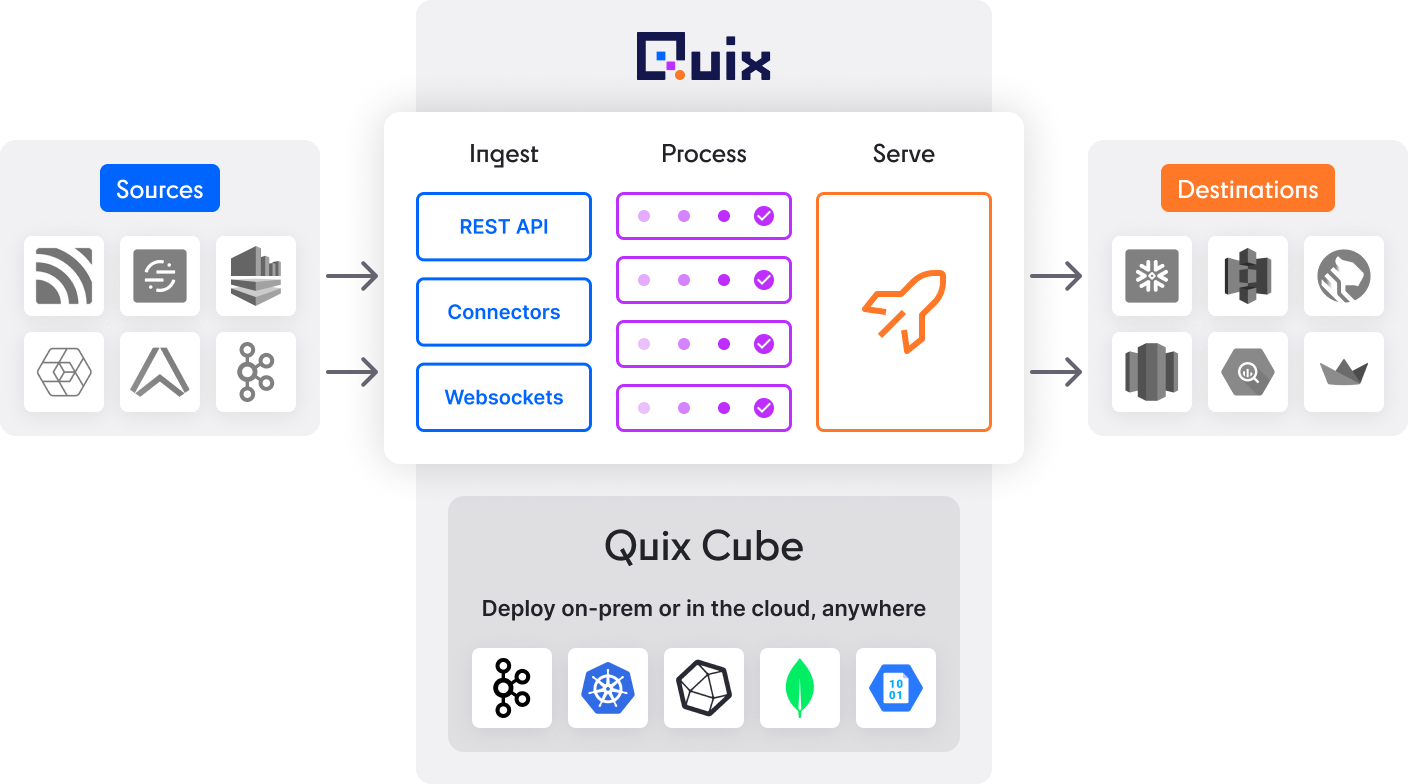 Quix
Sources
Ingest
Process
Serve
REST API
Connectors
Websockets
Destinations
Quix Cube
Deploy on-prem or in the cloud, anywhere
10
01